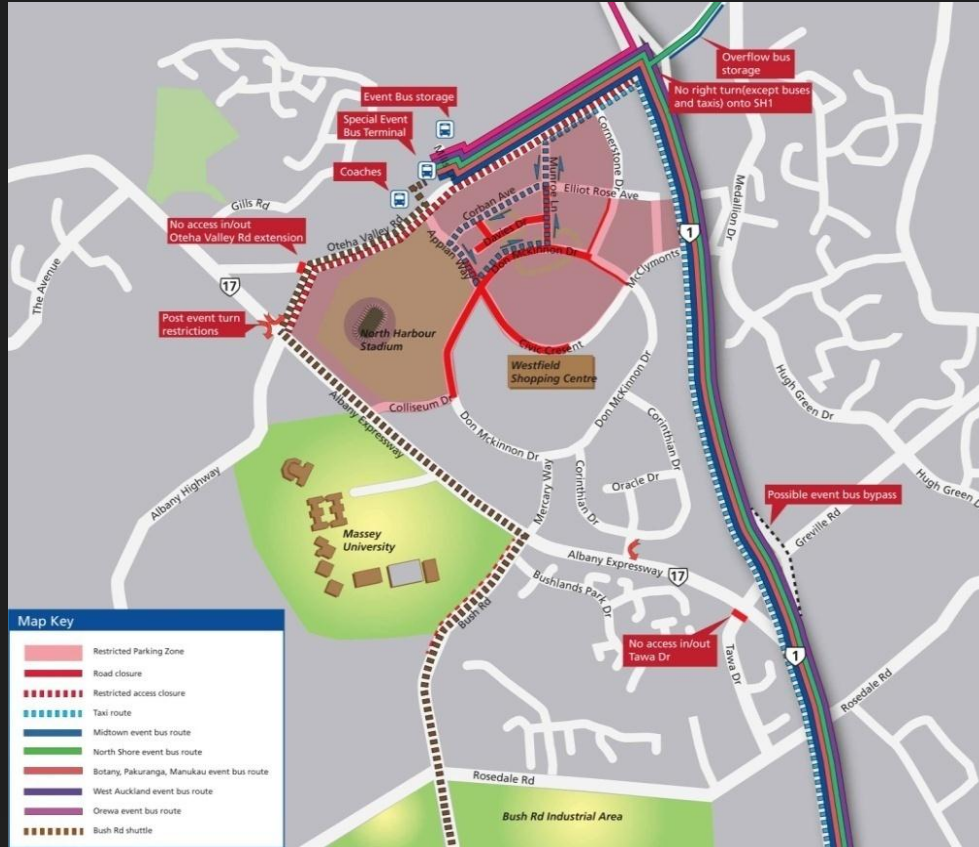 Overflow bus
storage
No right turn(except buses
and taxis) onto SH1
Event Bus storage
Special Event
Bus Terminal
Coaches
Cornerstone Dr
Munroe Ln
Medallion Dr
Elliot Rose Ave
Corban Ave
Davies Dr
Appian Way
Don Mckinnon Dr
Gills Rd
No access in/out
Oteha Valley Rd extension
Oteha Valley Rd
1
McClymonts
The Avenue
17
Post event turn
restrictions
North Harbour
Stadium
Civic Cresent
Westfield
Shopping Centre
Colliseum Dr
Albany Expressway
Don Mckinnon Dr
Don McKinnon Dr
Hugh Green Dr
Corinthian Dr
Albany Highway
Mercary Way
Corinthian Dr
Oracle Dr
Hugh Green D
Possible event bus bypass
Greville Rd
Massey
University
Albany Expressway
17
Bushlands Park Dr
Bush Rd
No access in/out
Tawa Dr
Tawa Dr
1
Rosedale Rd
Rosedale Rd
Bush Rd Industrial Area
Map Key
Restricted Parking Zone
Road closure
Restricted access closure
Taxi route
Midtown event bus route
North Shore event bus route
Botany, Pakuranga, Manukau event bus route
West Auckland event bus route
Orewa event bus route
Bush Rd shuttle